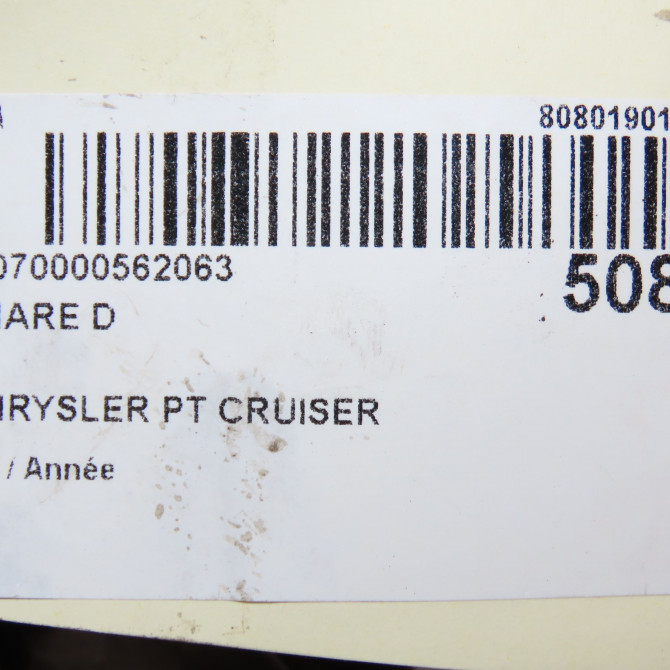 80801901
070000562063
508
HARE D
HRYSLER PT CRUISER
/ Année